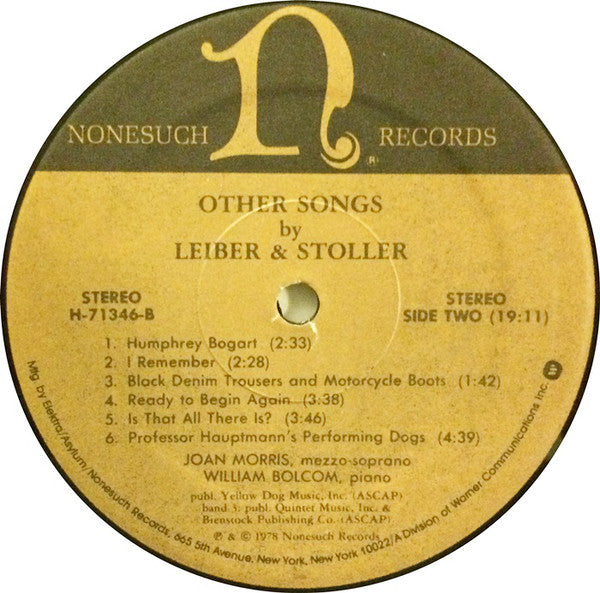 n
NONESUCH RECORDS
(R)
OTHER SONGS
by
LEIBER & STOLLER
STEREO
H-71346-B
STEREO
SIDE TWO (19:11)
1. Humphrey Bogart (2:33)
2. I Remember (2:28)
3. Black Denim Trousers and Motorcycle Boots (1:42)
4. Ready to Begin Again (3:38)
5. Is That All There Is? (3:46)
6. Professor Hauptmann's Performing Dogs (4:39)
JOAN MORRIS, mezzo-soprano
WILLIAM BOLCOM, piano
publ. Yellow Dog Music, Inc. (ASCAP)
band 3: publ. Quintet Music, Inc. &
Bienstock Publishing Co. (ASCAP)
℗ & © 1978 Nonesuch Records
Mfg. by Elektra/Asylum/Nonesuch Records, 665 5th Avenue, New York, New York 10022/A Division of Warner Communications Inc.